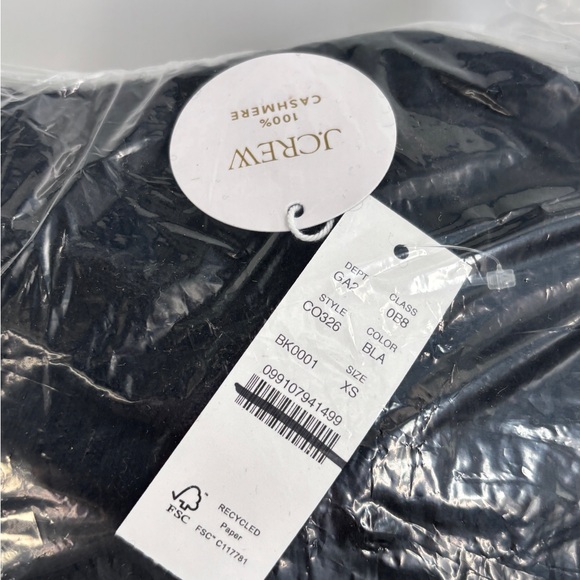 J.CREW
100%
CASHMERE
DEPT CLASS
GA2 0B8
STYLE COLOR
CO326 BLA
SIZE
BK0001 XS
099107941499
FSC
RECYCLED
Paper
FSC® C117781